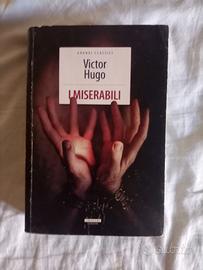 GRANDI CLASSICI
Victor
Hugo
I MISERABILI